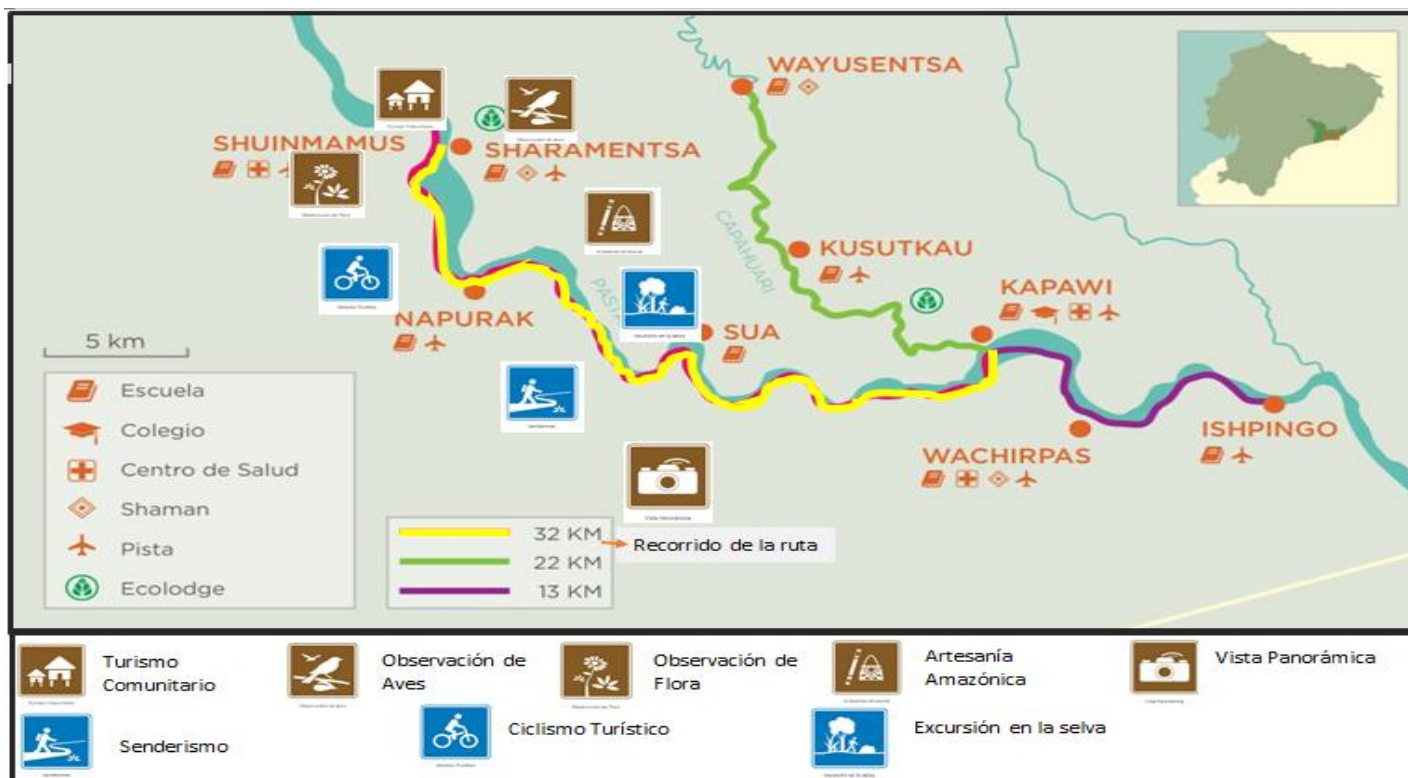 WAYUSENTSA
SHUINMAMUS
SHARAMENTSA
CAPAHUARI
KUSUTKAU
KAPAWI
NAPURAK
SUA
5 km
WACHIRPAS
ISHPINGO
Escuela
Colegio
Centro de Salud
Shaman
Pista
Ecolodge
32 KM
Recorrido de la ruta
22 KM
13 KM
Turismo
Comunitario
Observación de
Aves
Observación de
Flora
Artesanía
Amazónica
Vista Panorámica
Senderismo
Ciclismo Turístico
Excursión en la selva